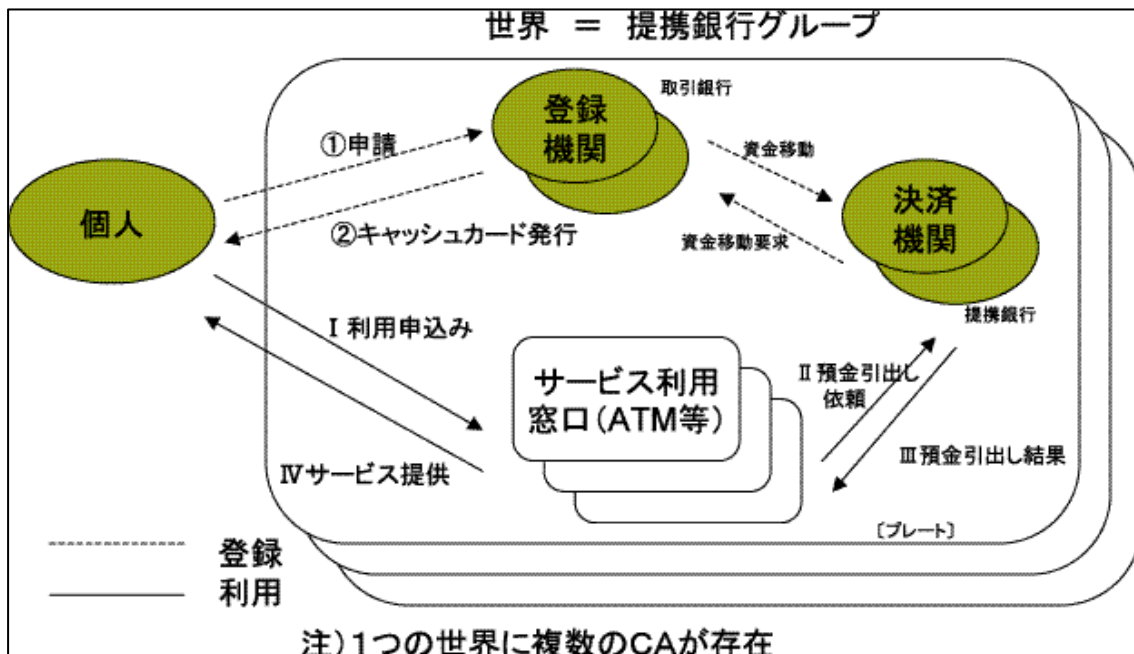 世界 ＝ 提携銀行グループ
取引銀行
登録
機関
①申請
資金移動
個人
②キャッシュカード発行
決済
機関
資金移動要求
提携銀行
Ⅰ利用申込み
サービス利用
窓口(ATM等)
Ⅱ預金引出し
依頼
Ⅲ預金引出し結果
Ⅳサービス提供
〔プレート〕
登録
利用
注）1つの世界に複数のCAが存在